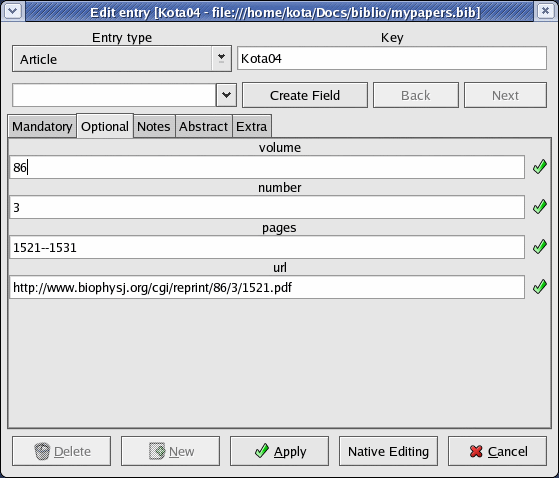 Edit entry [Kota04 - file:///home/kota/Docs/biblio/mypapers.bib]
Entry type Key
Article Kota04
Create Field Back Next
Mandatory Optional Notes Abstract Extra
volume
86
number
3
pages
1521--1531
url
http://www.biophysj.org/cgi/reprint/86/3/1521.pdf
Delete New Apply Native Editing Cancel